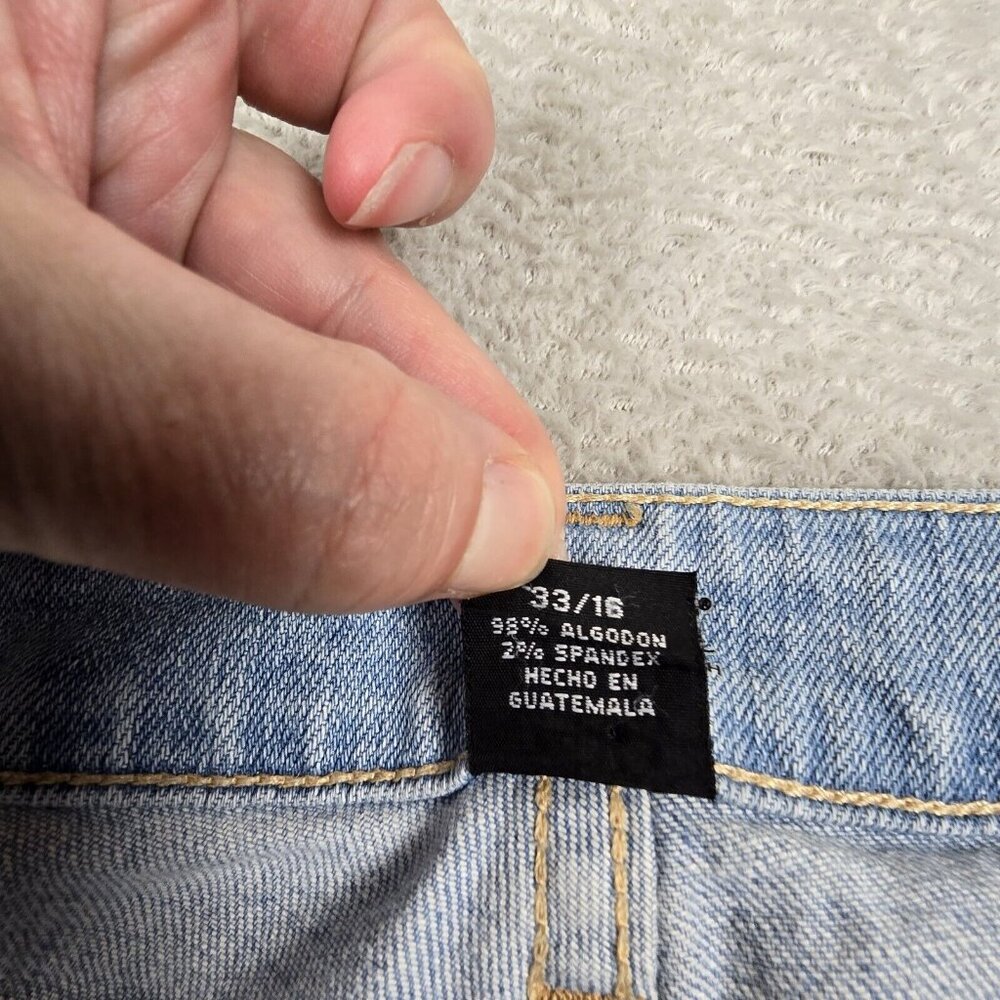 33/16
98% ALGODON
2% SPANDEX
HECHO EN
GUATEMALA